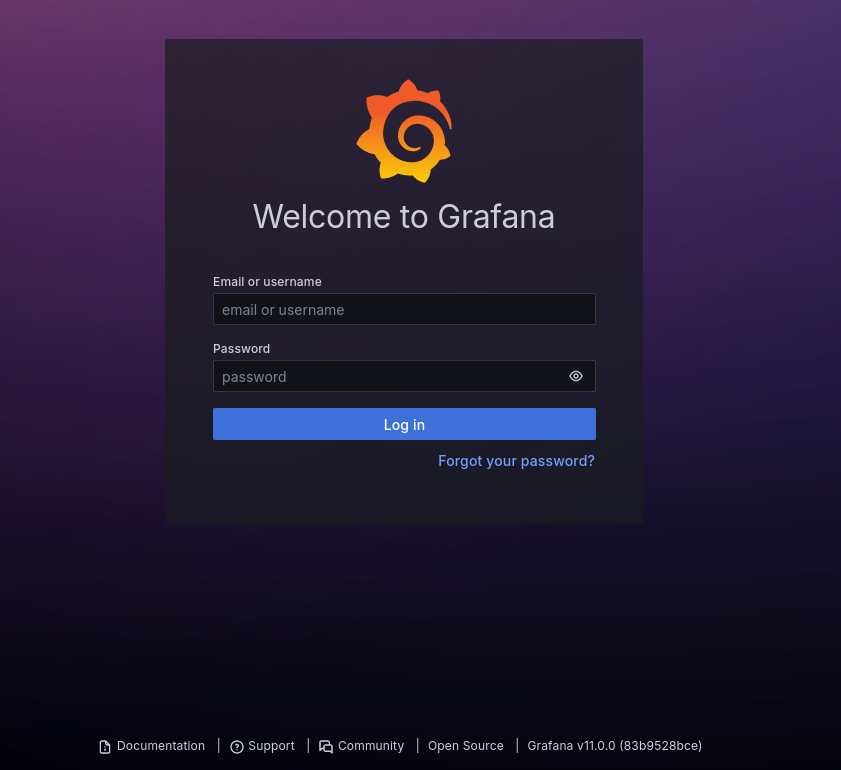 Welcome to Grafana
Email or username
email or username
Password
password
Log in
Forgot your password?
Documentation | Support | Community | Open Source | Grafana v11.0.0 (83b9528bce)